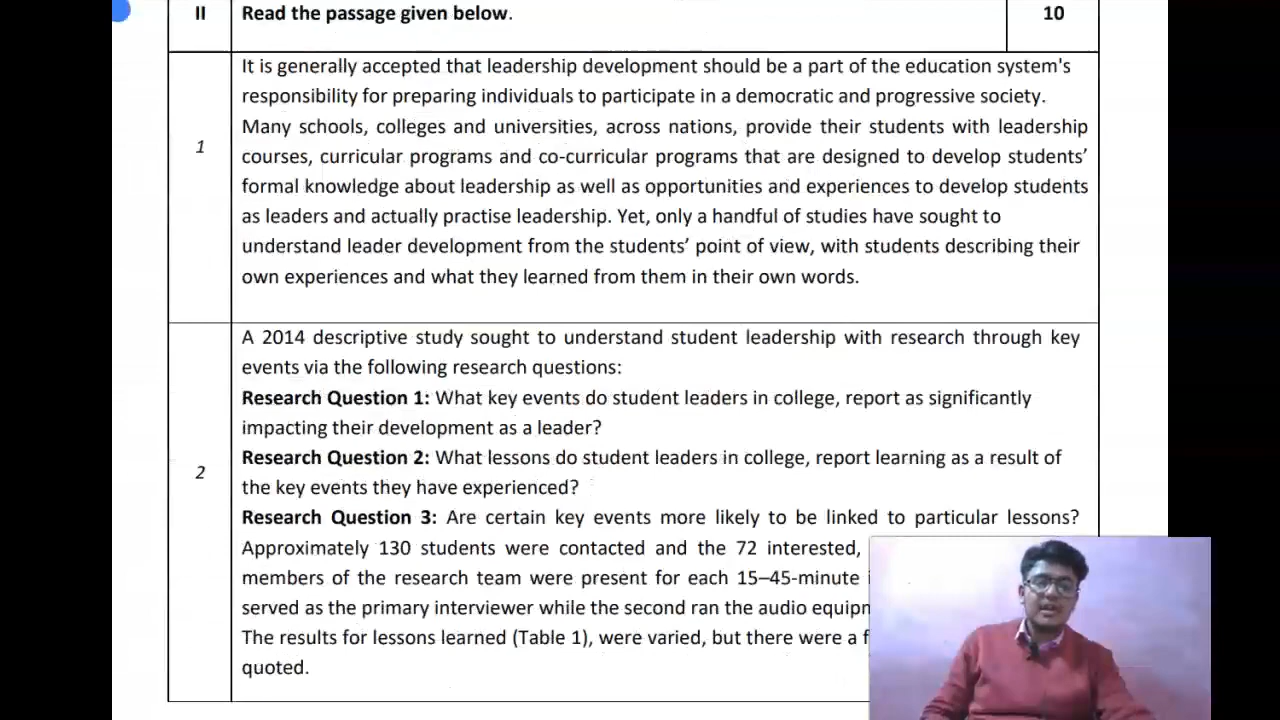 II Read the passage given below. 10
It is generally accepted that leadership development should be a part of the education system's
responsibility for preparing individuals to participate in a democratic and progressive society.
Many schools, colleges and universities, across nations, provide their students with leadership
1
courses, curricular programs and co-curricular programs that are designed to develop students’
formal knowledge about leadership as well as opportunities and experiences to develop students
as leaders and actually practise leadership. Yet, only a handful of studies have sought to
understand leader development from the students’ point of view, with students describing their
own experiences and what they learned from them in their own words.
A 2014 descriptive study sought to understand student leadership with research through key
events via the following research questions:
Research Question 1: What key events do student leaders in college, report as significantly
impacting their development as a leader?
Research Question 2: What lessons do student leaders in college, report learning as a result of
2
the key events they have experienced?
Research Question 3: Are certain key events more likely to be linked to particular lessons?
Approximately 130 students were contacted and the 72 interested,
members of the research team were present for each 15–45-minute
served as the primary interviewer while the second ran the audio
The results for lessons learned (Table 1), were varied, but there were a
quoted.